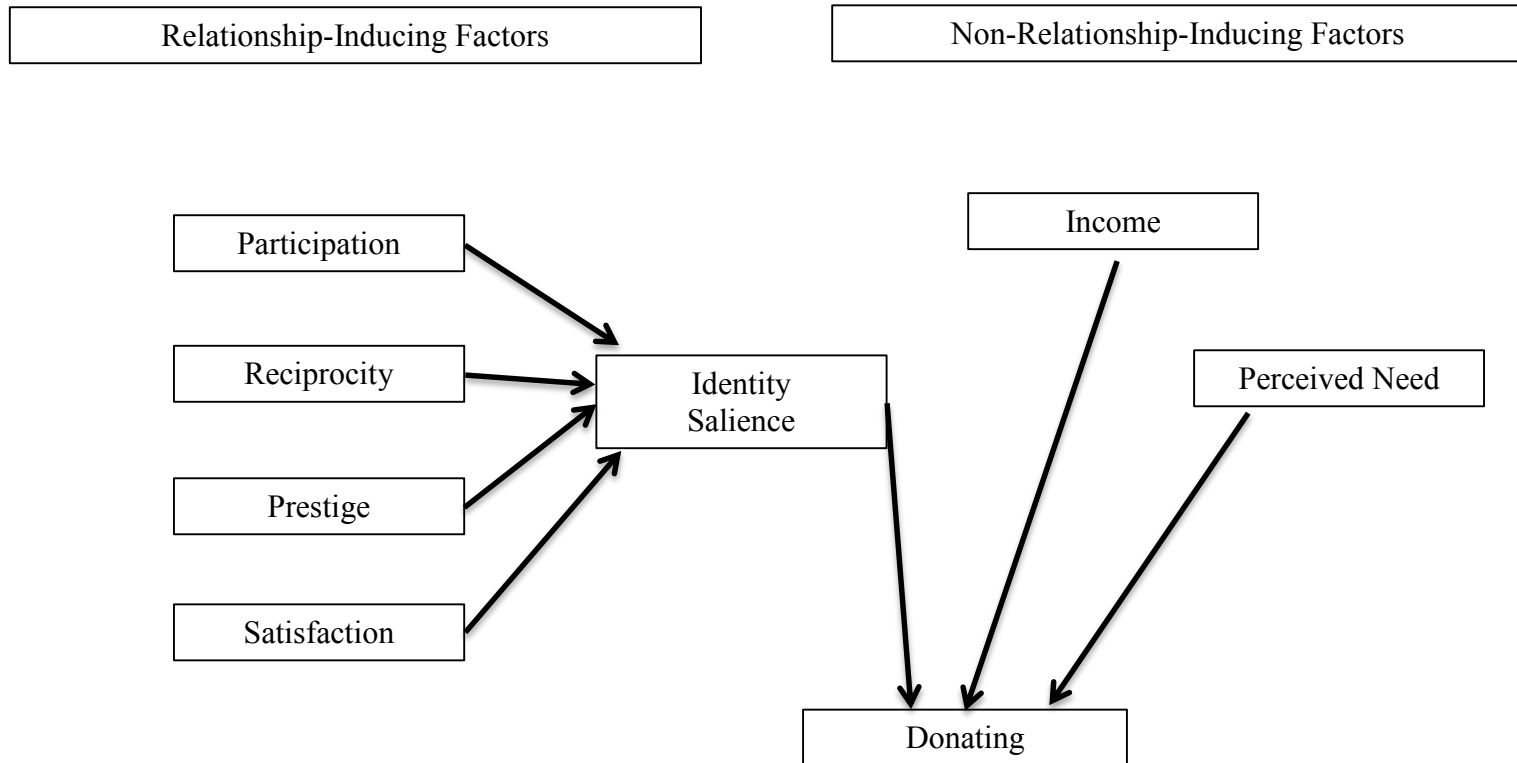 Relationship-Inducing Factors
Non-Relationship-Inducing Factors
Participation
Reciprocity
Prestige
Satisfaction
Identity
Salience
Income
Perceived Need
Donating